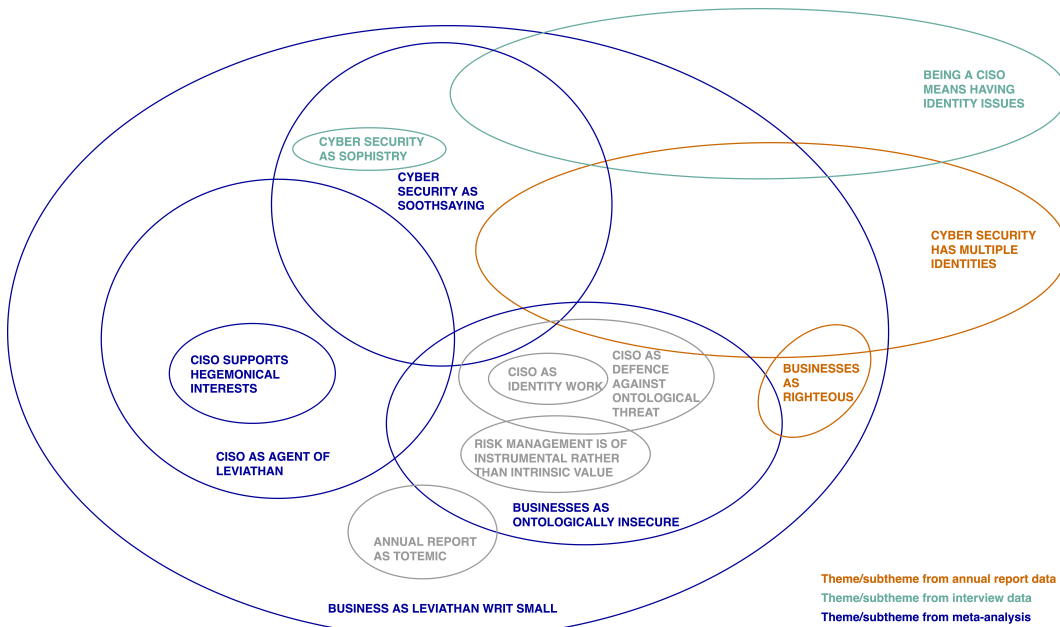 BEING A CISO
MEANS HAVING
IDENTITY ISSUES
CYBER SECURITY
AS SOPHISTRY
CYBER
SECURITY AS
SOOTHSAYING
CYBER SECURITY
HAS MULTIPLE
IDENTITIES
CISO SUPPORTS
HEGEMONICAL
INTERESTS
CISO AS
IDENTITY WORK
CISO AS
DEFENCE
AGAINST
ONTOLOGICAL
THREAT
BUSINESSES
AS
RIGHTEOUS
RISK MANAGEMENT IS OF
INSTRUMENTAL RATHER
THAN INTRINSIC VALUE
CISO AS AGENT OF
LEVIATHAN
BUSINESSES AS
ONTOLOGICALLY INSECURE
ANNUAL REPORT
AS TOTEMIC
BUSINESS AS LEVIATHAN WRIT SMALL
Theme/subtheme from annual report data
Theme/subtheme from interview data
Theme/subtheme from meta-analysis